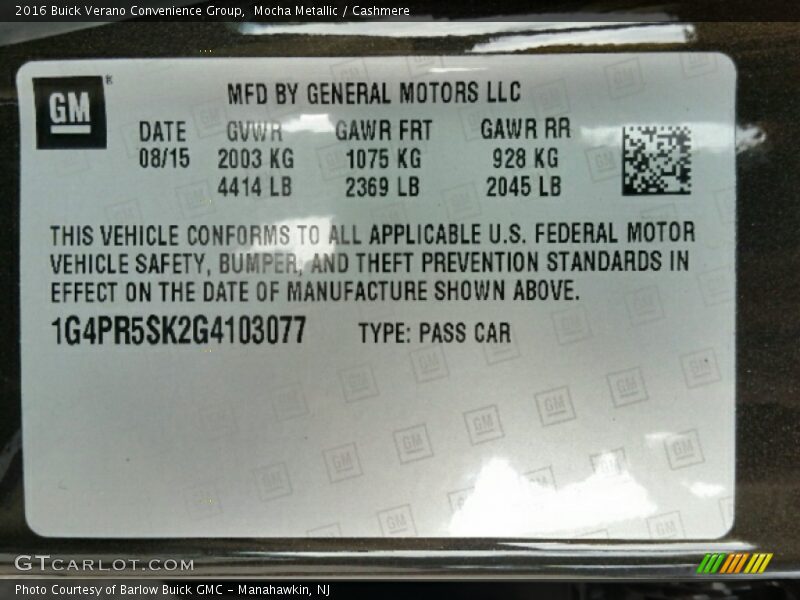 2016 Buick Verano Convenience Group, Mocha Metallic / Cashmere
GM ®
MFD BY GENERAL MOTORS LLC
DATE GVWR GAWR FRT GAWR RR
08/15 2003 KG 1075 KG 928 KG
4414 LB 2369 LB 2045 LB
THIS VEHICLE CONFORMS TO ALL APPLICABLE U.S. FEDERAL MOTOR
VEHICLE SAFETY, BUMPER, AND THEFT PREVENTION STANDARDS IN
EFFECT ON THE DATE OF MANUFACTURE SHOWN ABOVE.
1G4PR5SK2G4103077 TYPE: PASS CAR
GTCARLOT.COM
Photo Courtesy of Barlow Buick GMC - Manahawkin, NJ